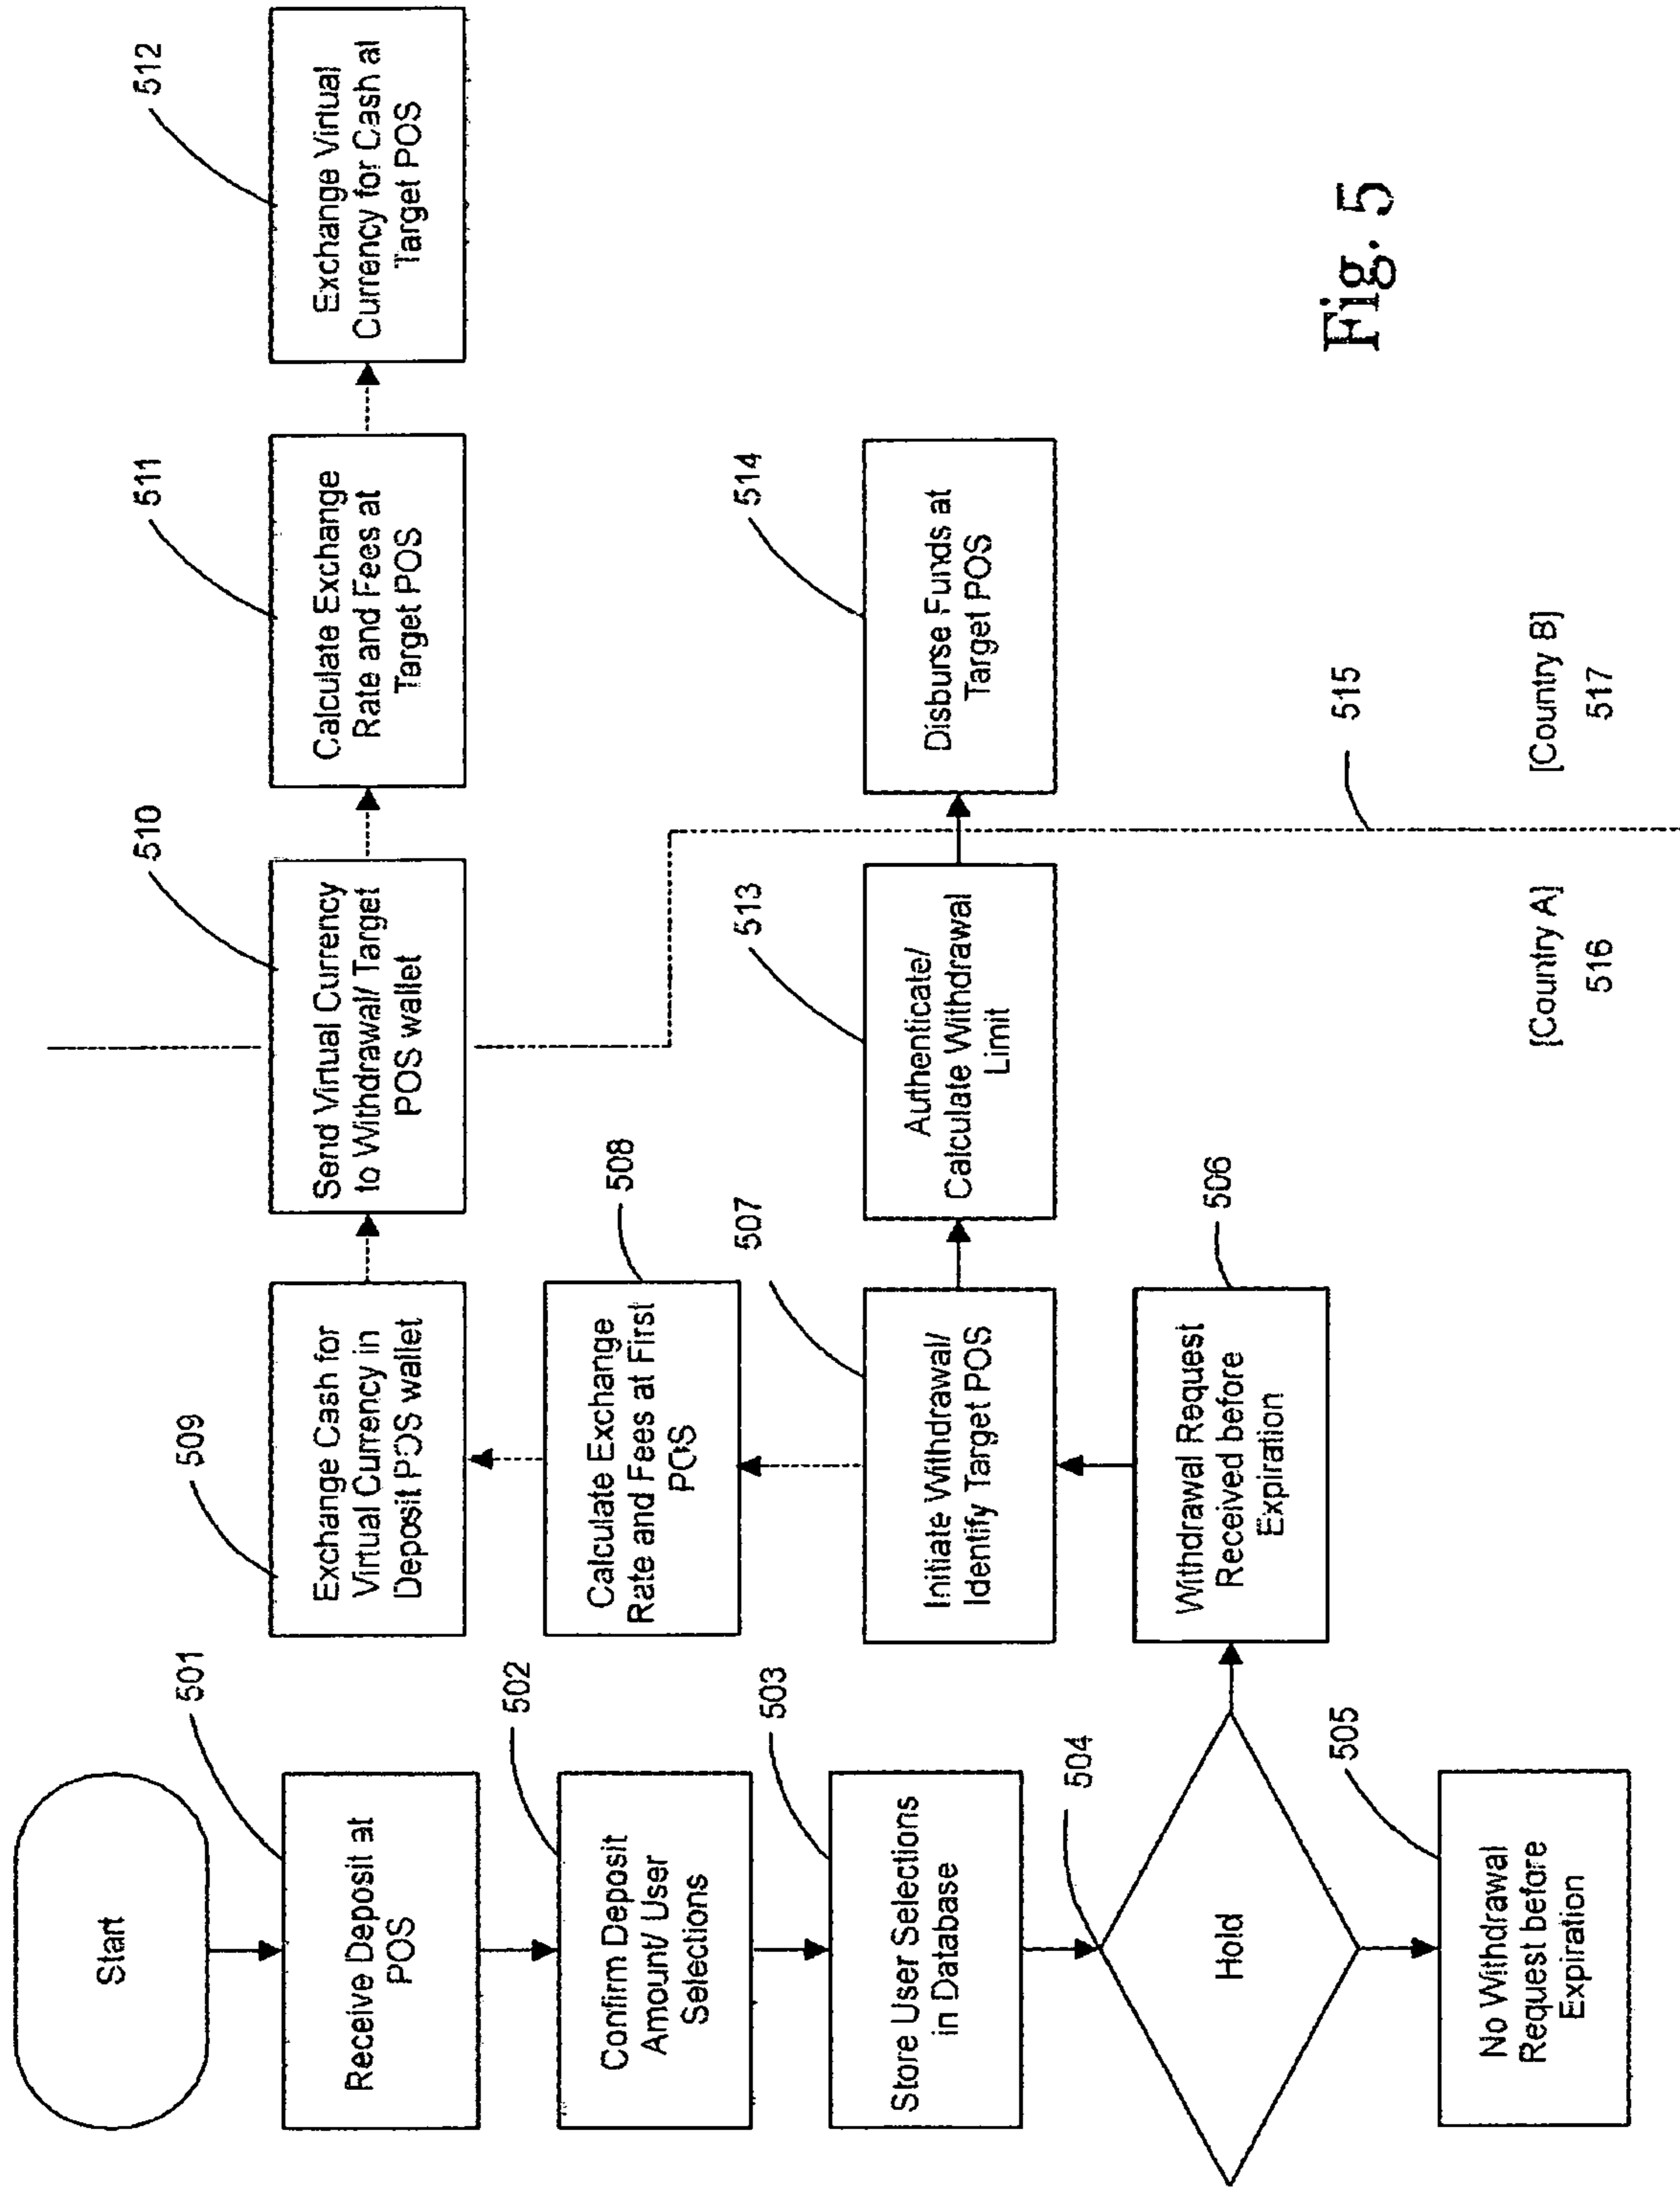 Start
501
Receive Deposit at
POS
502
Confirm Deposit
Amount/ User
Selections
503
Store User Selections
in Database
504
Hold
505
No Withdrawal
Request before
Expiration
506
Withdrawal Request
Received before
Expiration
507
Initiate Withdrawal/
Identify Target POS
508
Calculate Exchange
Rate and Fees at First
POS
509
Exchange Cash for
Virtual Currency in
Deposit POS wallet
510
Send Virtual Currency
to Withdrawal/ Target
POS wallet
511
Calculate Exchange
Rate and Fees at
Target POS
512
Exchange Virtual
Currency for Cash at
Target POS
513
Authenticate/
Calculate Withdrawal
Limit
514
Disburse Funds at
Target POS
515
[Country A]
516
[Country B]
517
Fig. 5